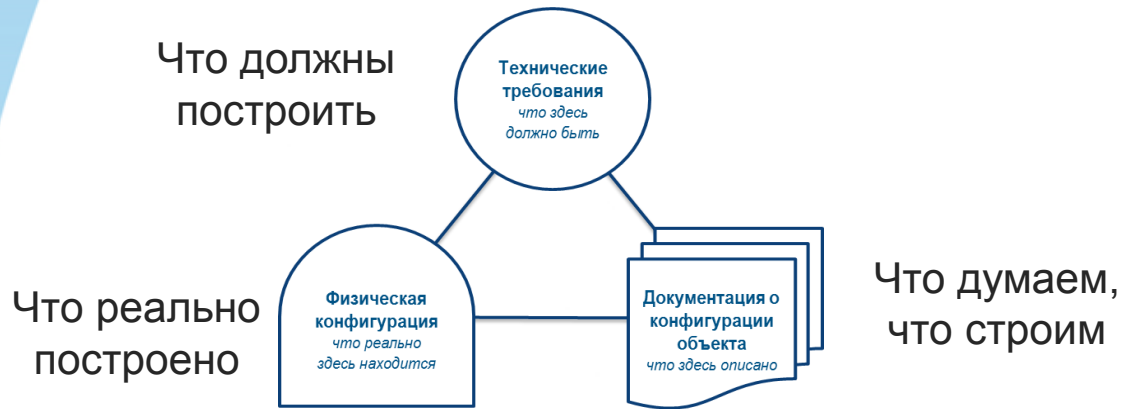 Что должны
построить
Технические
требования
что здесь
должно быть
Что реально
построено
Физическая
конфигурация
что реально
здесь находится
Документация о
конфигурации
объекта
что здесь описано
Что думаем,
что строим